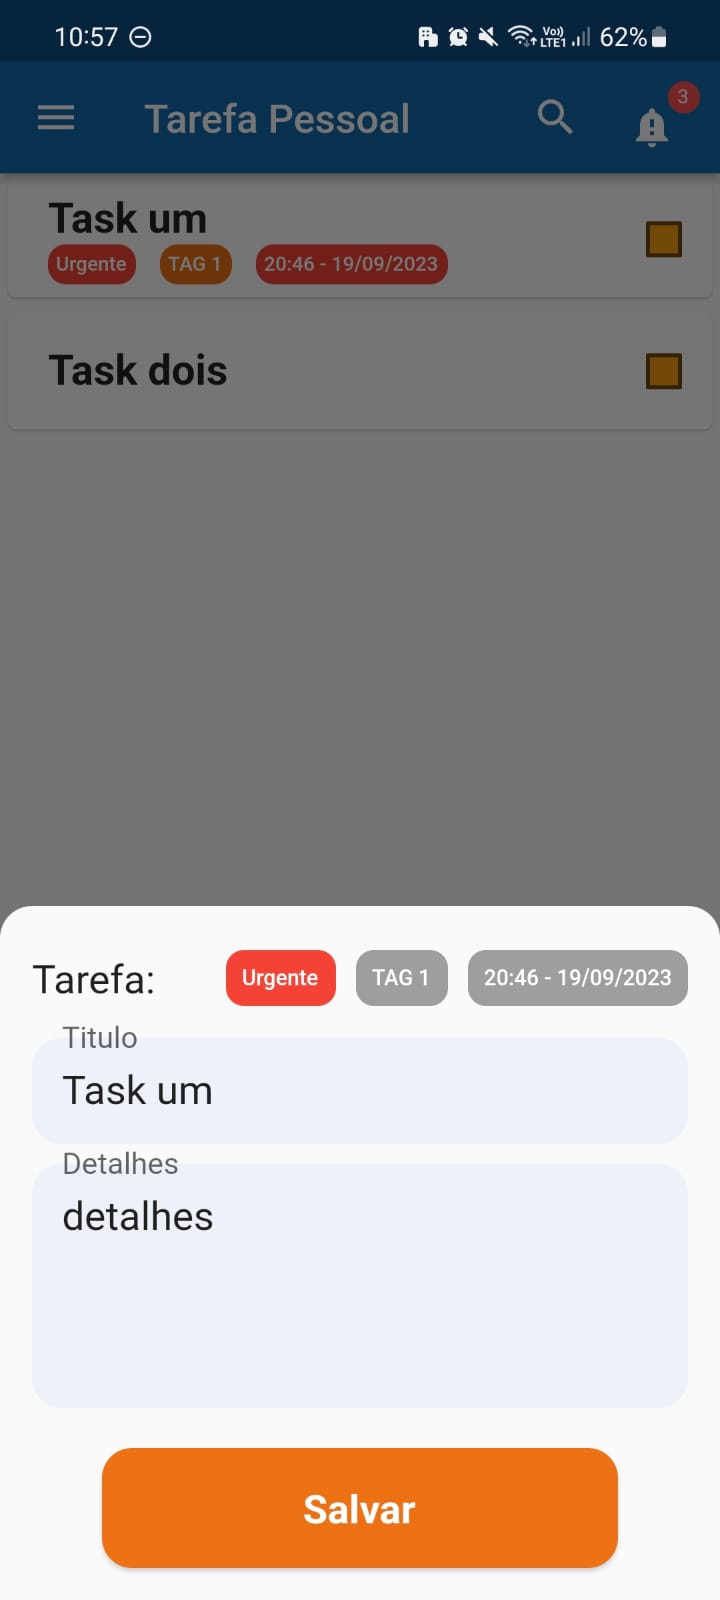 10:57 Vo)) LTE1 62%
Tarefa Pessoal 3
Task um
Urgente TAG 1 20:46 - 19/09/2023
Task dois
Tarefa: Urgente TAG 1 20:46 - 19/09/2023
Titulo
Task um
Detalhes
detalhes
Salvar